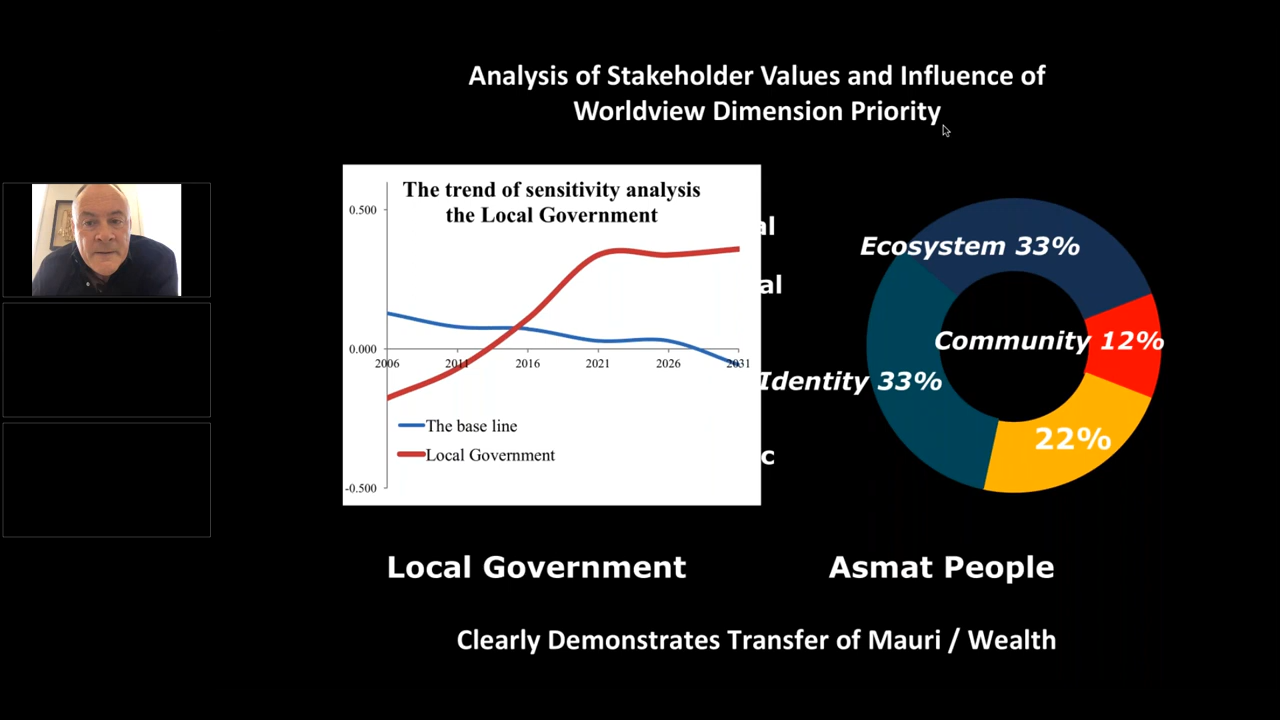 Analysis of Stakeholder Values and Influence of
Worldview Dimension Priority
The trend of sensitivity analysis
the Local Government
0.500
0.000
-0.500
2006
2011
2016
2021
2026
2031
The base line
Local Government
al
al
c
Ecosystem 33%
Community 12%
Identity 33%
22%
Local Government
Asmat People
Clearly Demonstrates Transfer of Mauri / Wealth